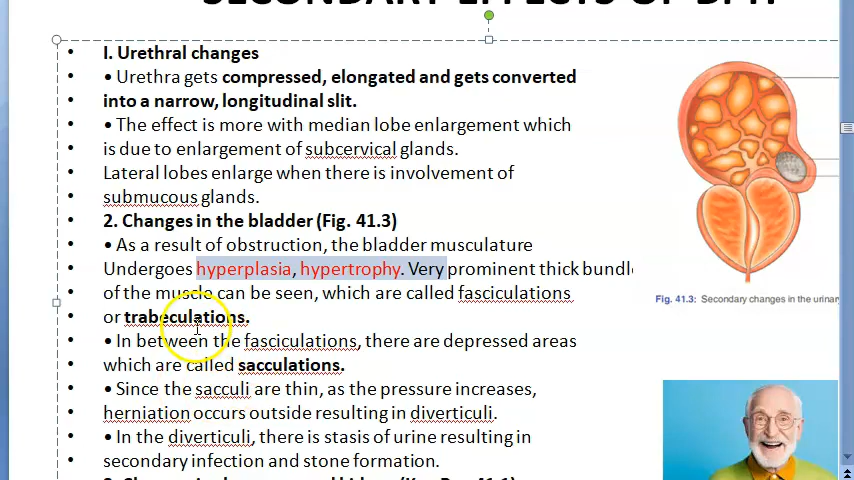 SECONDARY EFFECTS OF BPH:
I. Urethral changes
• Urethra gets compressed, elongated and gets converted
into a narrow, longitudinal slit.
• The effect is more with median lobe enlargement which
is due to enlargement of subcervical glands.
Lateral lobes enlarge when there is involvement of
submucous glands.
2. Changes in the bladder (Fig. 41.3)
• As a result of obstruction, the bladder musculature
Undergoes hyperplasia, hypertrophy. Very prominent thick bundl
of the muscle can be seen, which are called fasciculations
or trabeculations.
• In between the fasciculations, there are depressed areas
which are called sacculations.
• Since the sacculi are thin, as the pressure increases,
herniation occurs outside resulting in diverticuli.
• In the diverticuli, there is stasis of urine resulting in
secondary infection and stone formation.
Fig. 41.3: Secondary changes in the urinar